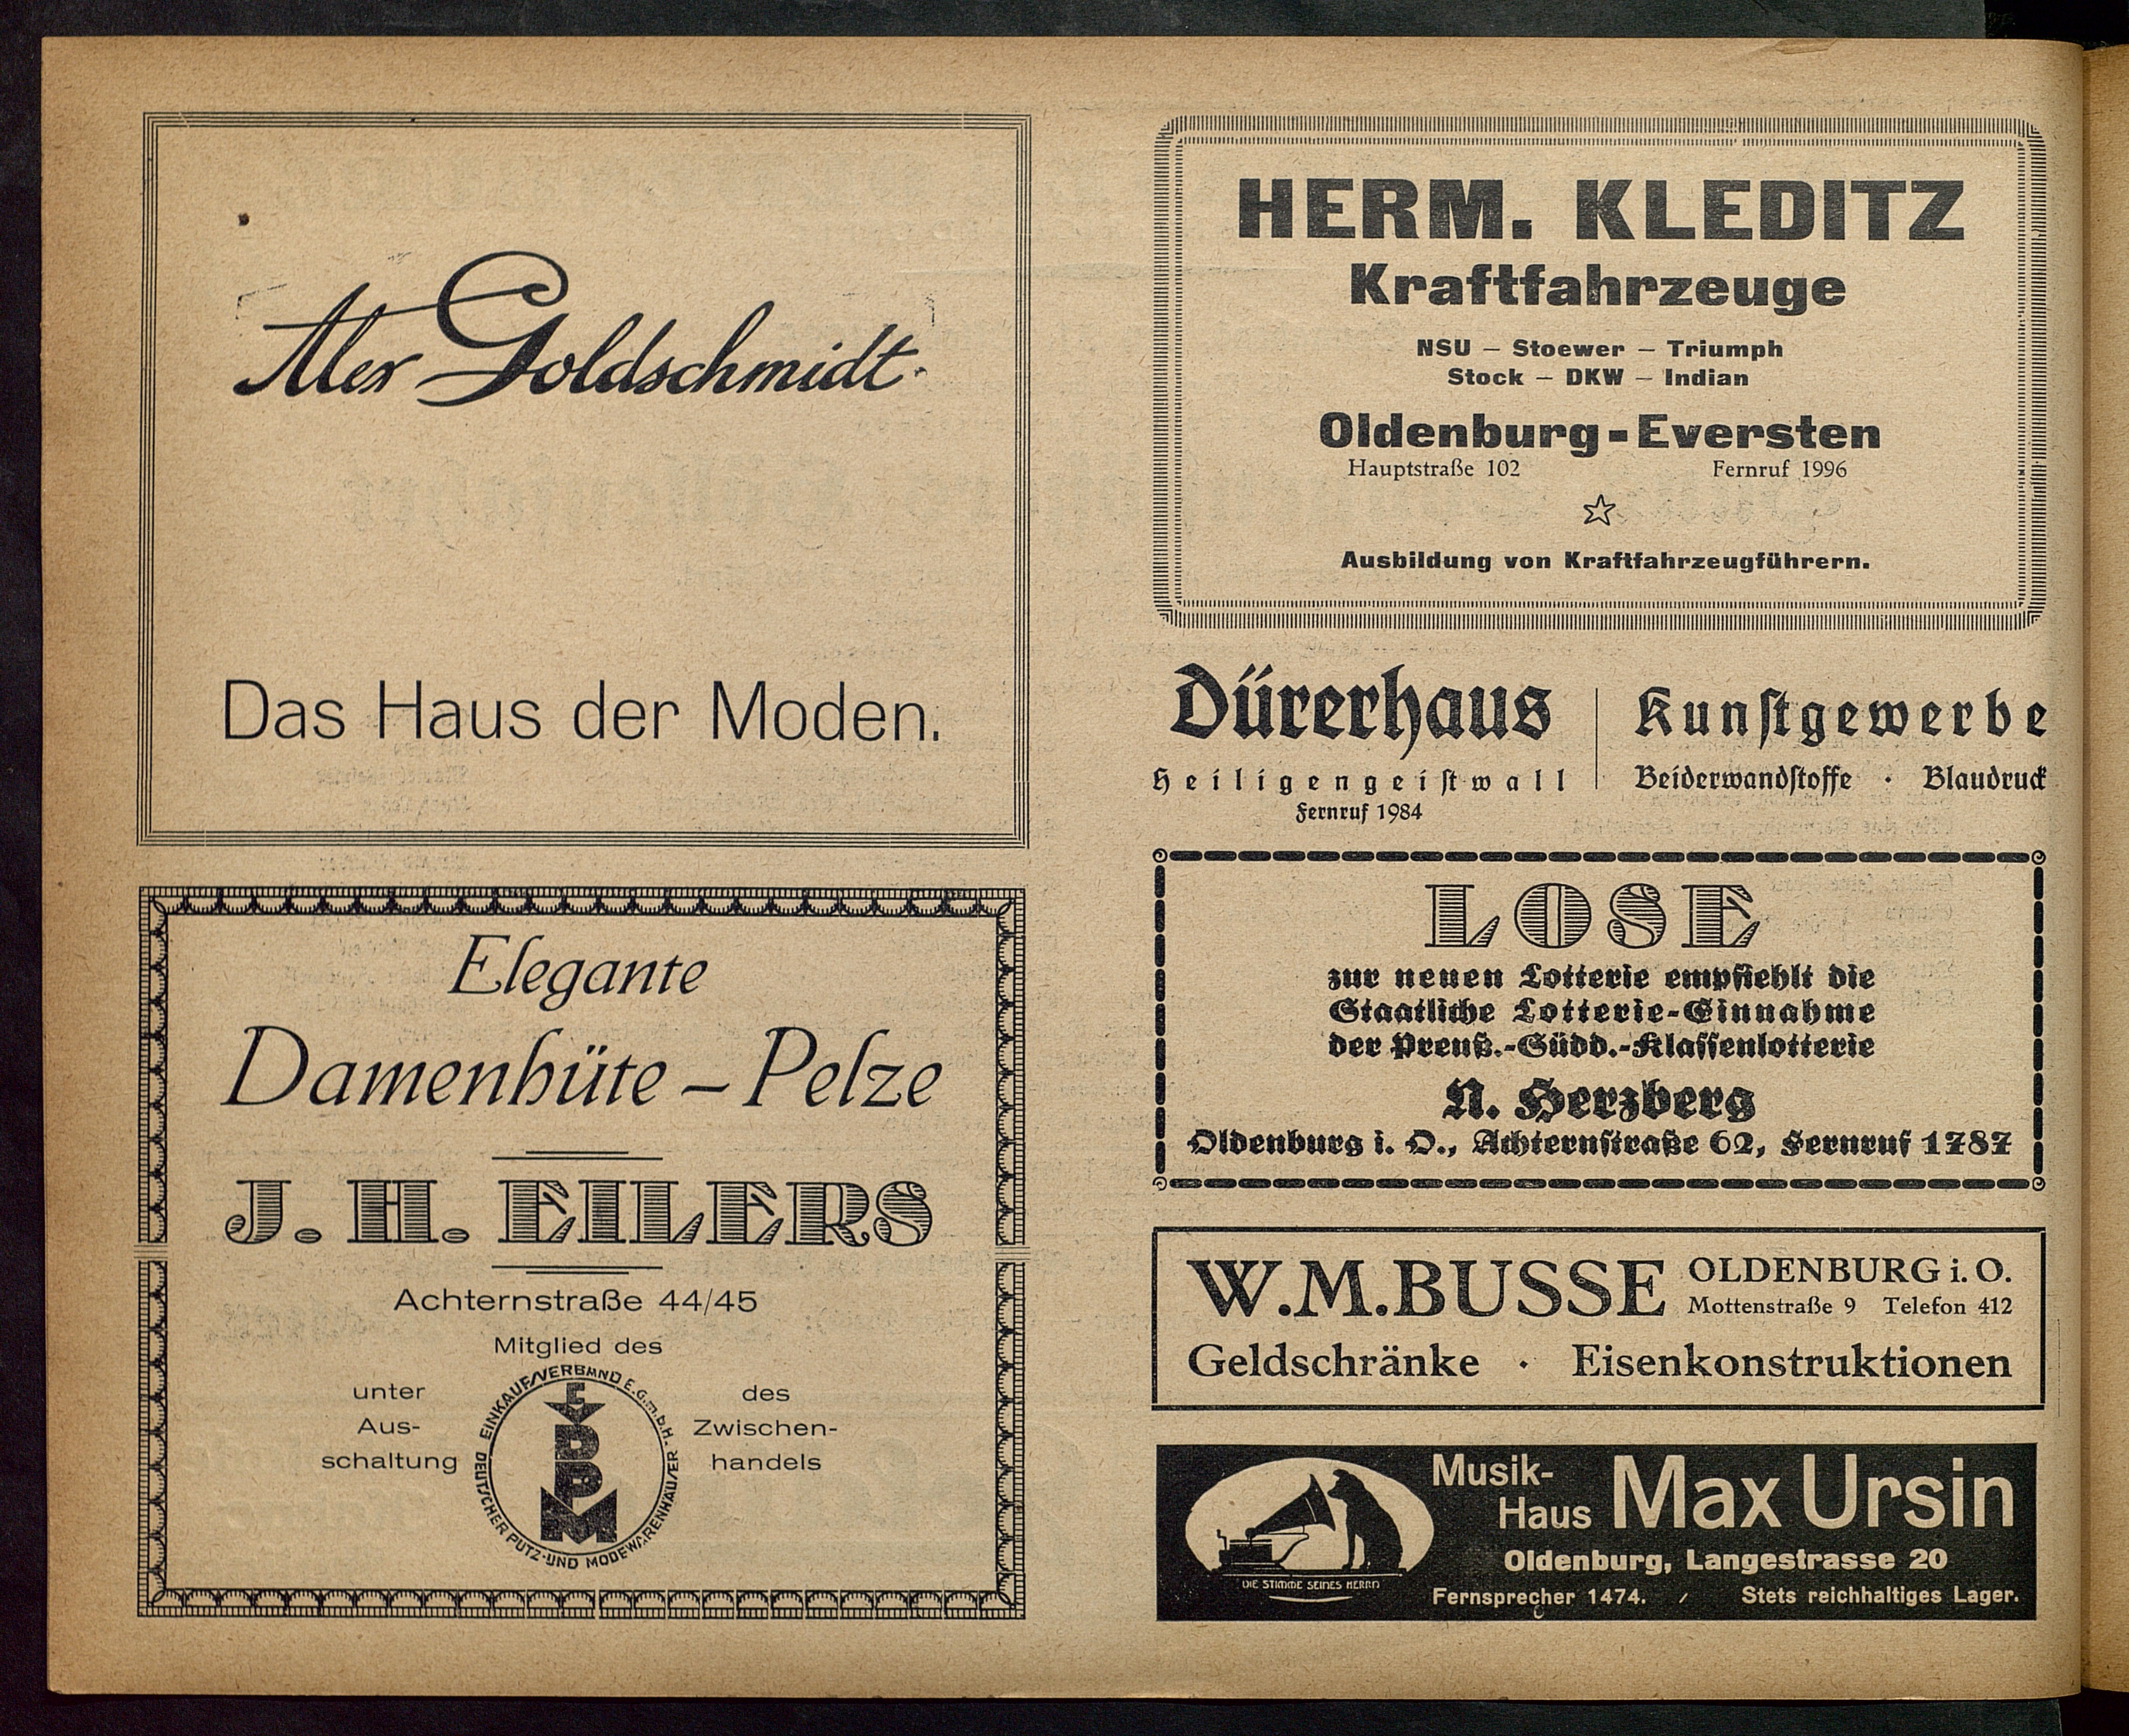 Alex Goldschmidt.
Das Haus der Moden.
Elegante
Damenhüte – Pelze
J. H. EILERS
Achternstraße 44/45
Mitglied des
unter
Aus-
schaltung
EINKAUFSVERBAND E.G.m.b.H.
DEUTSCHER PUTZ- UND MODEWARENHÄUSER
EVDPM
des
Zwischen-
handels
HERM. KLEDITZ
Kraftfahrzeuge
NSU – Stoewer – Triumph
Stock – DKW – Indian
Oldenburg-Eversten
Hauptstraße 102 Fernruf 1996
Ausbildung von Kraftfahrzeugführern.
Dürerhaus
Heiligengeistwall
Fernruf 1984
Kunstgewerbe
Beiderwandstoffe · Blaudruck
LOSE
zur neuen Lotterie empfiehlt die
Staatliche Lotterie-Einnahme
der Preuß.-Südd.-Klassenlotterie
N. Herzberg
Oldenburg i. O., Achternstraße 62, Fernruf 1787
W.M.BUSSE OLDENBURG i. O.
Mottenstraße 9 Telefon 412
Geldschränke · Eisenkonstruktionen
DIE STIMME SEINES HERRN
Musik-
Haus Max Ursin
Oldenburg, Langestrasse 20
Fernsprecher 1474. / Stets reichhaltiges Lager.